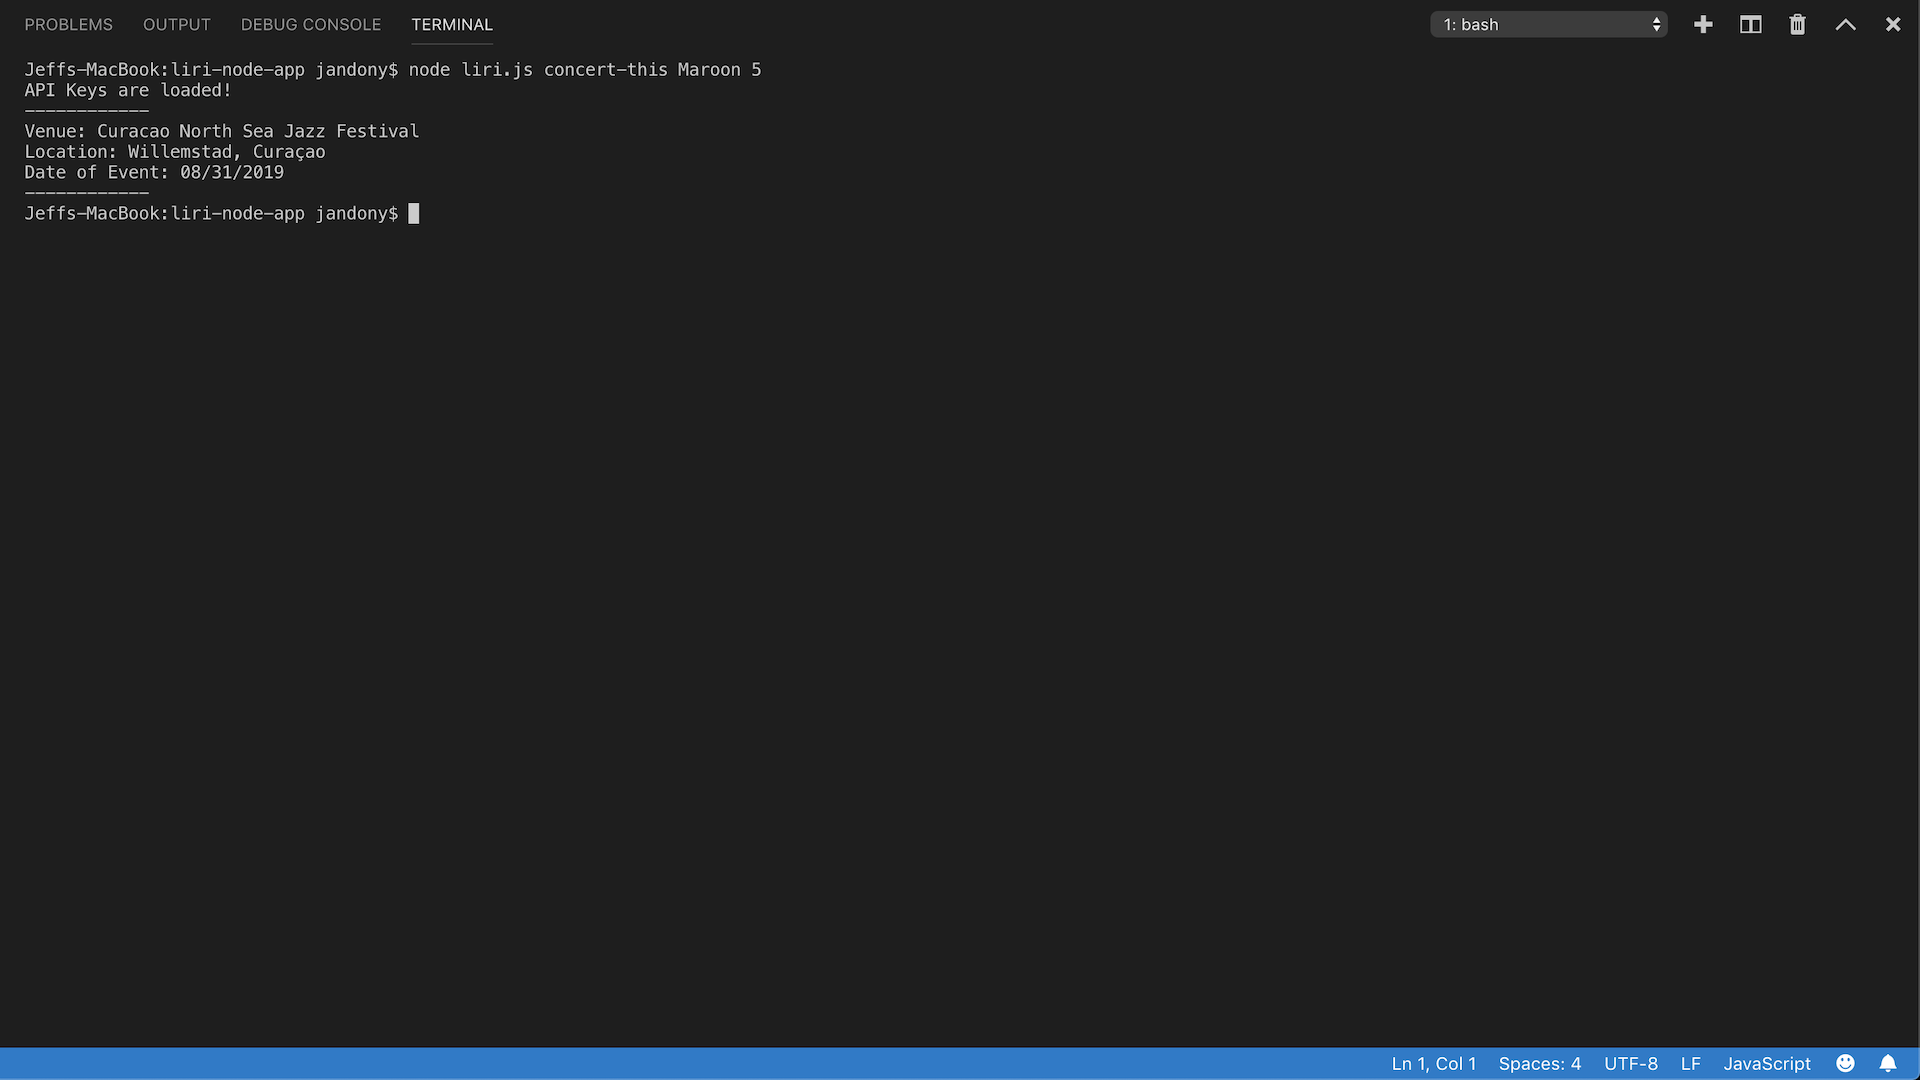 PROBLEMS OUTPUT DEBUG CONSOLE TERMINAL 1: bash
Jeffs-MacBook:liri-node-app jandony$ node liri.js concert-this Maroon 5
API Keys are loaded!
------------
Venue: Curacao North Sea Jazz Festival
Location: Willemstad, Curaçao
Date of Event: 08/31/2019
------------
Jeffs-MacBook:liri-node-app jandony$
Ln 1, Col 1 Spaces: 4 UTF-8 LF JavaScript